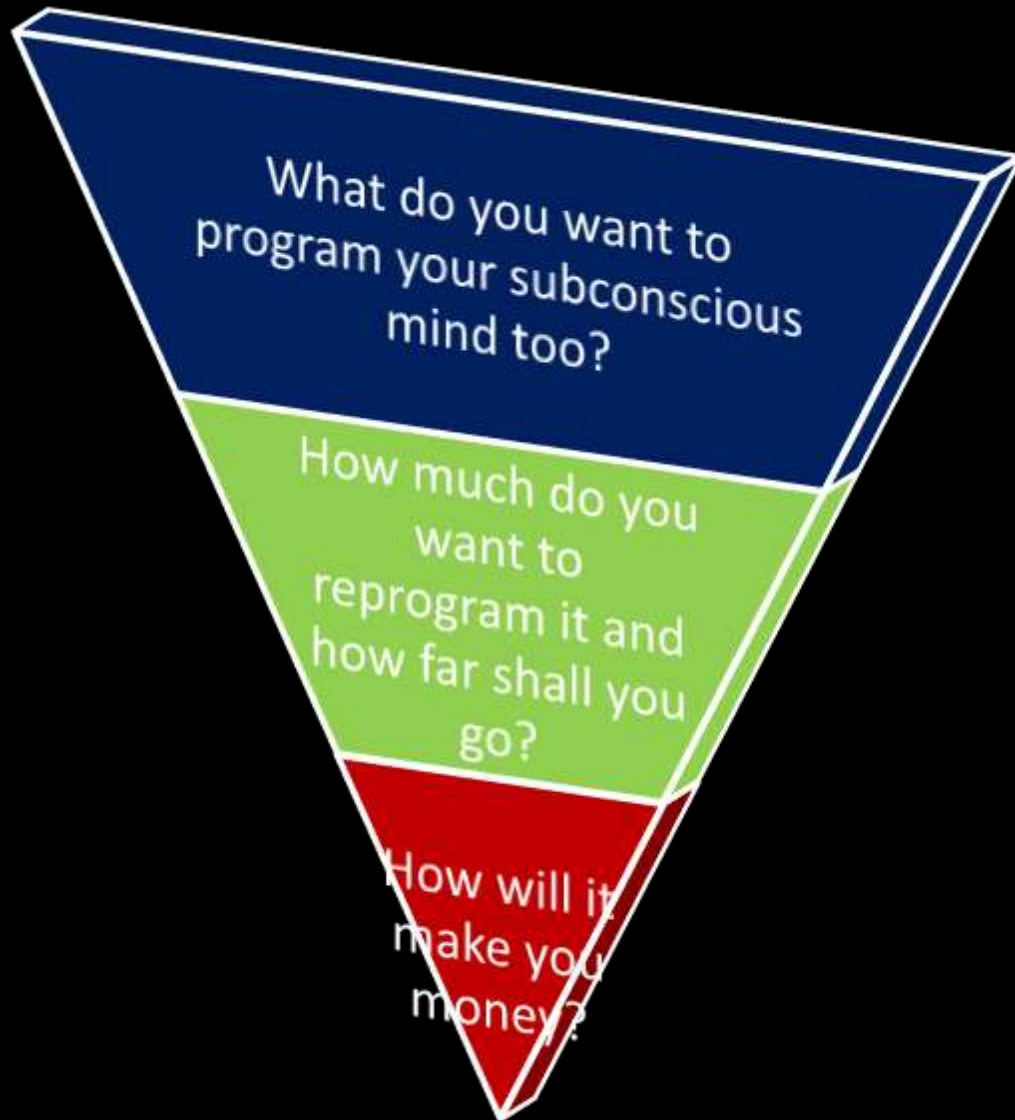 What do you want to
program your subconscious
mind too?
How much do you
want to
reprogram it and
how far shall you
go?
How will it
make you
money?